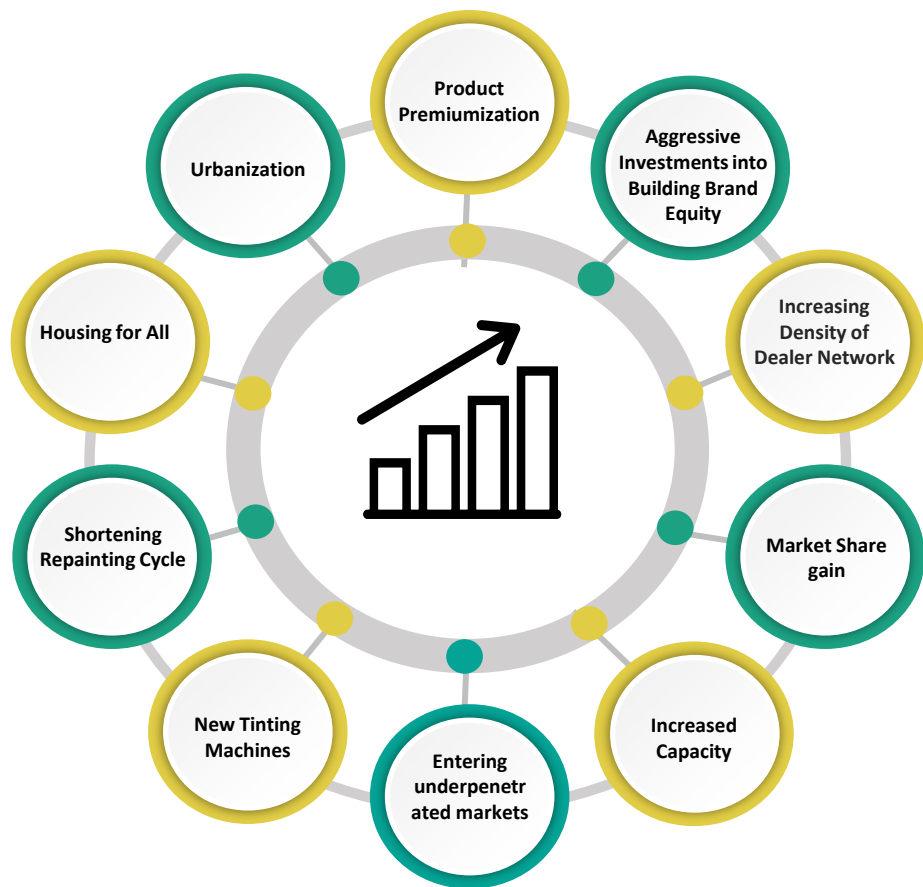 Product
Premiumization
Aggressive
Investments into
Building Brand
Equity
Increasing
Density of
Dealer Network
Market Share
gain
Increased
Capacity
Entering
underpenetr
ated markets
New Tinting
Machines
Shortening
Repainting Cycle
Housing for All
Urbanization